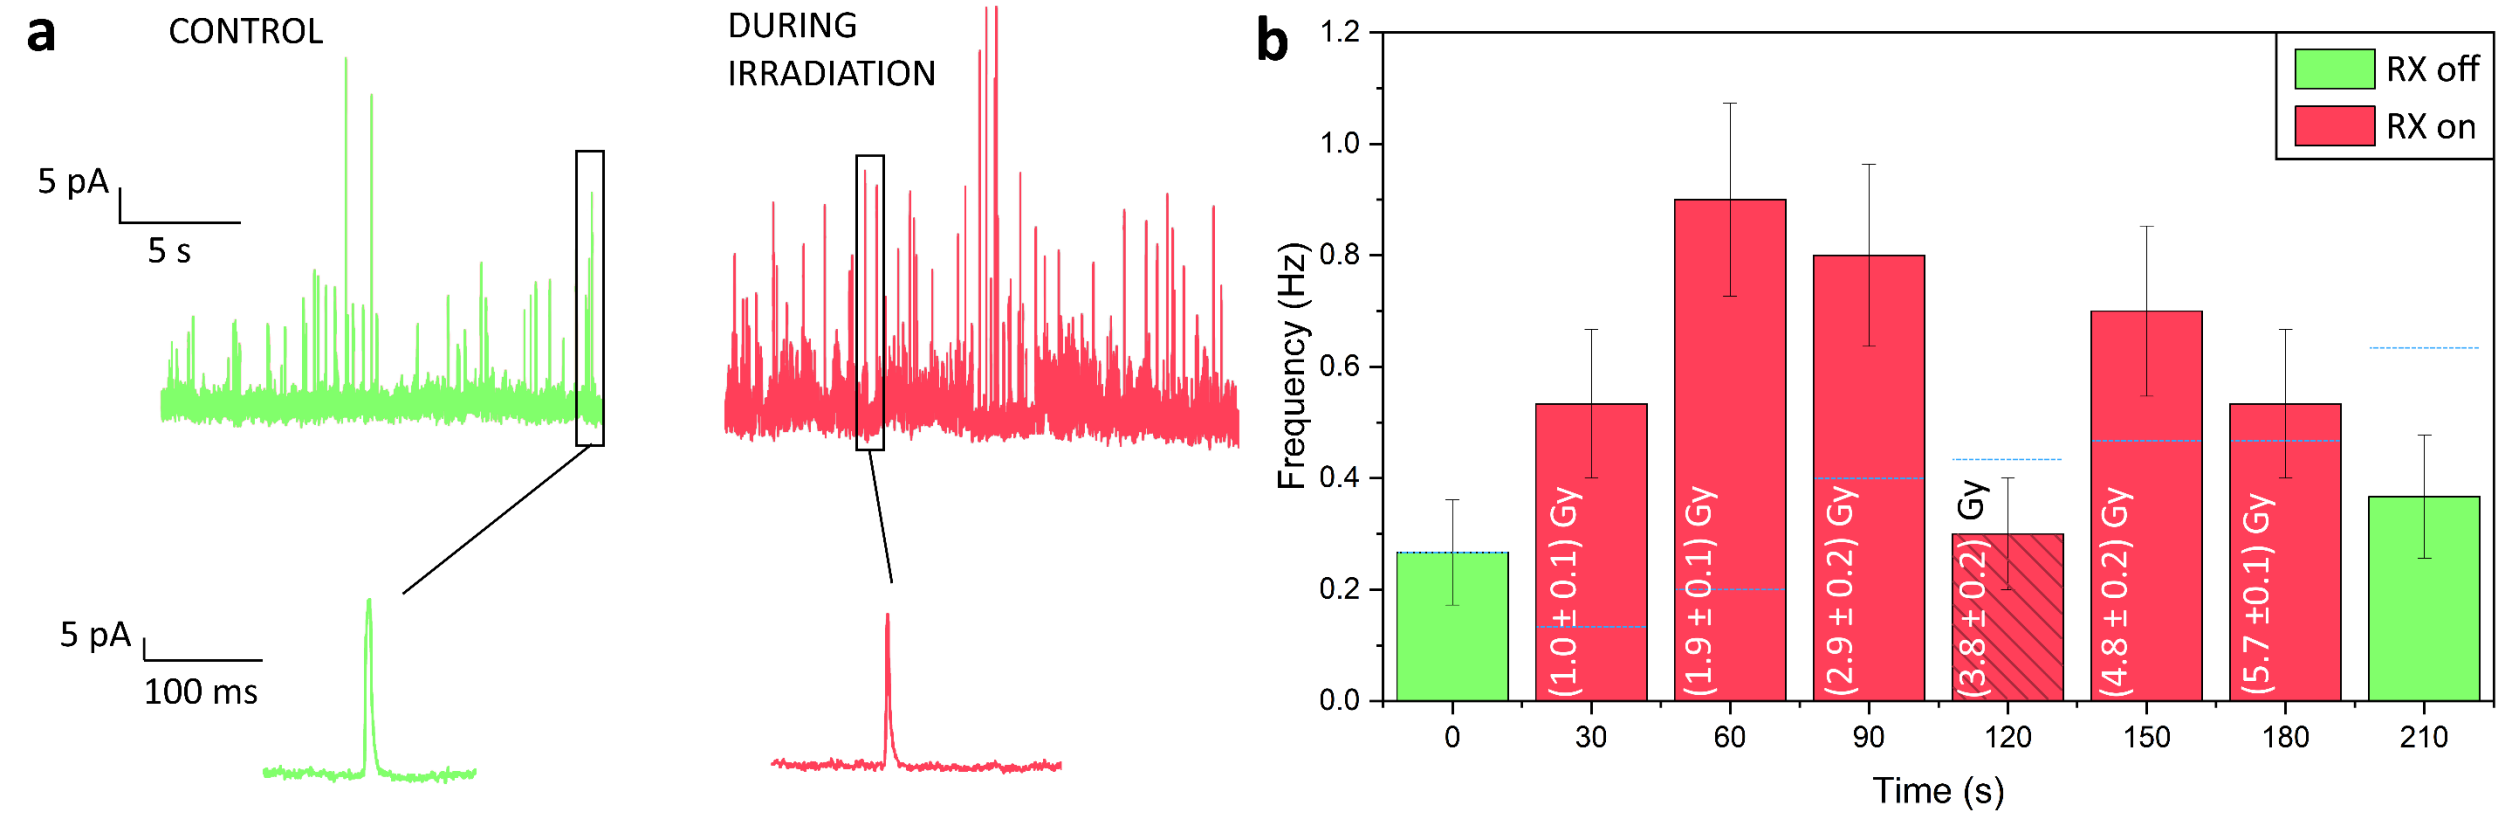 a
CONTROL
DURING
IRRADIATION
5 pA
5 s
5 pA
100 ms
b
RX off
RX on
Frequency (Hz)
1.2
1.0
0.8
0.6
0.4
0.2
0.0
(1.0 ± 0.1) Gy
(1.9 ± 0.1) Gy
(2.9 ± 0.2) Gy
(3.8 ±0.2) Gy
(4.8 ± 0.2) Gy
(5.7 ±0.1) Gy
0 30 60 90 120 150 180 210
Time (s)